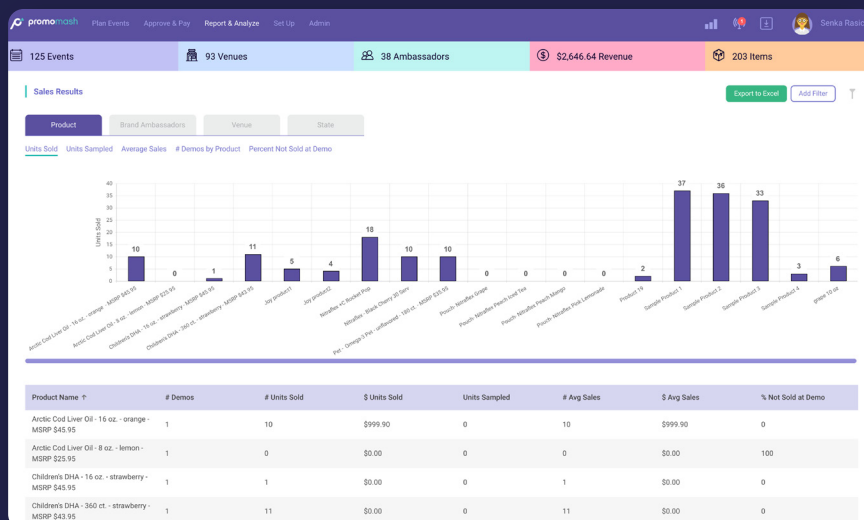 promomash Plan Events Approve & Pay Report & Analyze Set Up Admin Senka Rasic
125 Events 93 Venues 38 Ambassadors $2,646.64 Revenue 203 Items
Sales Results Export to Excel Add Filter
Product Brand Ambassadors Venue State
Units Sold Units Sampled Average Sales # Demos by Product Percent Not Sold at Demo
Units Sold
40
35
30
25
20
15
10
5
0
10 0 1 11 5 4 18 10 10 0 0 0 0 2 37 36 33 3 6
Arctic Cod Liver Oil - 16 oz. - orange - MSRP $45.95
Arctic Cod Liver Oil - 8 oz. - lemon - MSRP $25.95
Children's DHA - 16 oz. - strawberry - MSRP $45.95
Children's DHA - 360 ct. - strawberry - MSRP $43.95
Joy product1
Joy product2
Nitraflex +C Rocket Pop
Nitraflex - Black Cherry 30 Serv
Pet - Omega-3 Pet - unflavored - 180 ct. - MSRP $35.95
Pouch- Nitraflex Grape
Pouch- Nitraflex Peach Iced Tea
Pouch- Nitraflex Peach Mango
Pouch- Nitraflex Pink Lemonade
Product 19
Sample Product 1
Sample Product 2
Sample Product 3
Sample Product 4
grape 10 oz
Product Name ↑ # Demos # Units Sold $ Units Sold Units Sampled # Avg Sales $ Avg Sales % Not Sold at Demo
Arctic Cod Liver Oil - 16 oz. - orange -
MSRP $45.95 1 10 $999.90 0 10 $999.90 0
Arctic Cod Liver Oil - 8 oz. - lemon -
MSRP $25.95 1 0 $0.00 0 0 $0.00 100
Children's DHA - 16 oz. - strawberry -
MSRP $45.95 1 1 $0.00 0 1 $0.00 0
Children's DHA - 360 ct. - strawberry -
MSRP $43.95 1 11 $0.00 0 11 $0.00 0